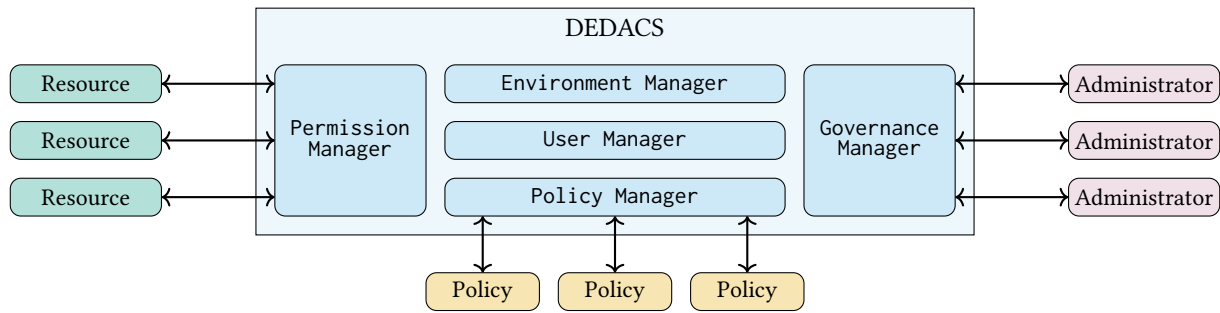 DEDACS
Resource
Resource
Resource
Permission
Manager
Environment Manager
User Manager
Policy Manager
Governance
Manager
Administrator
Administrator
Administrator
Policy
Policy
Policy